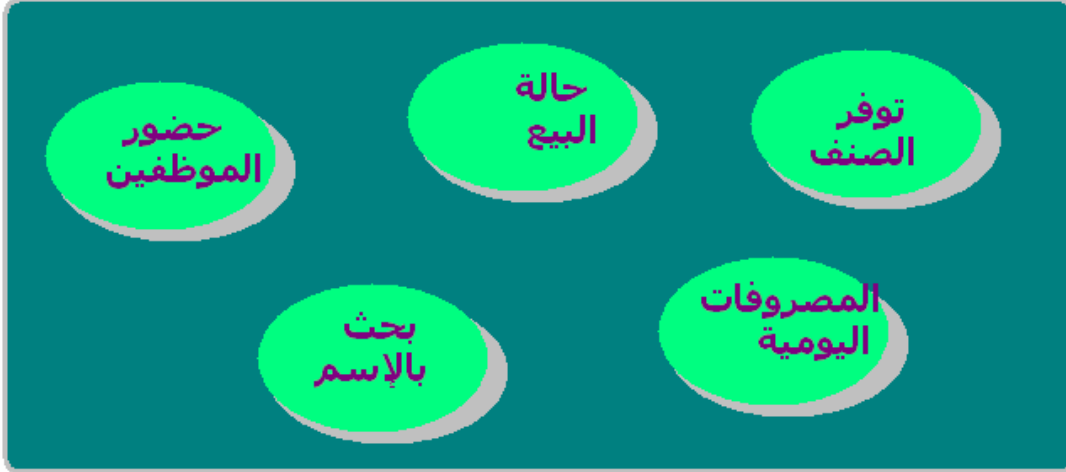 توفر
الصنف
حالة
البيع
حضور
الموظفين
المصروفات
اليومية
بحث
بالإسم